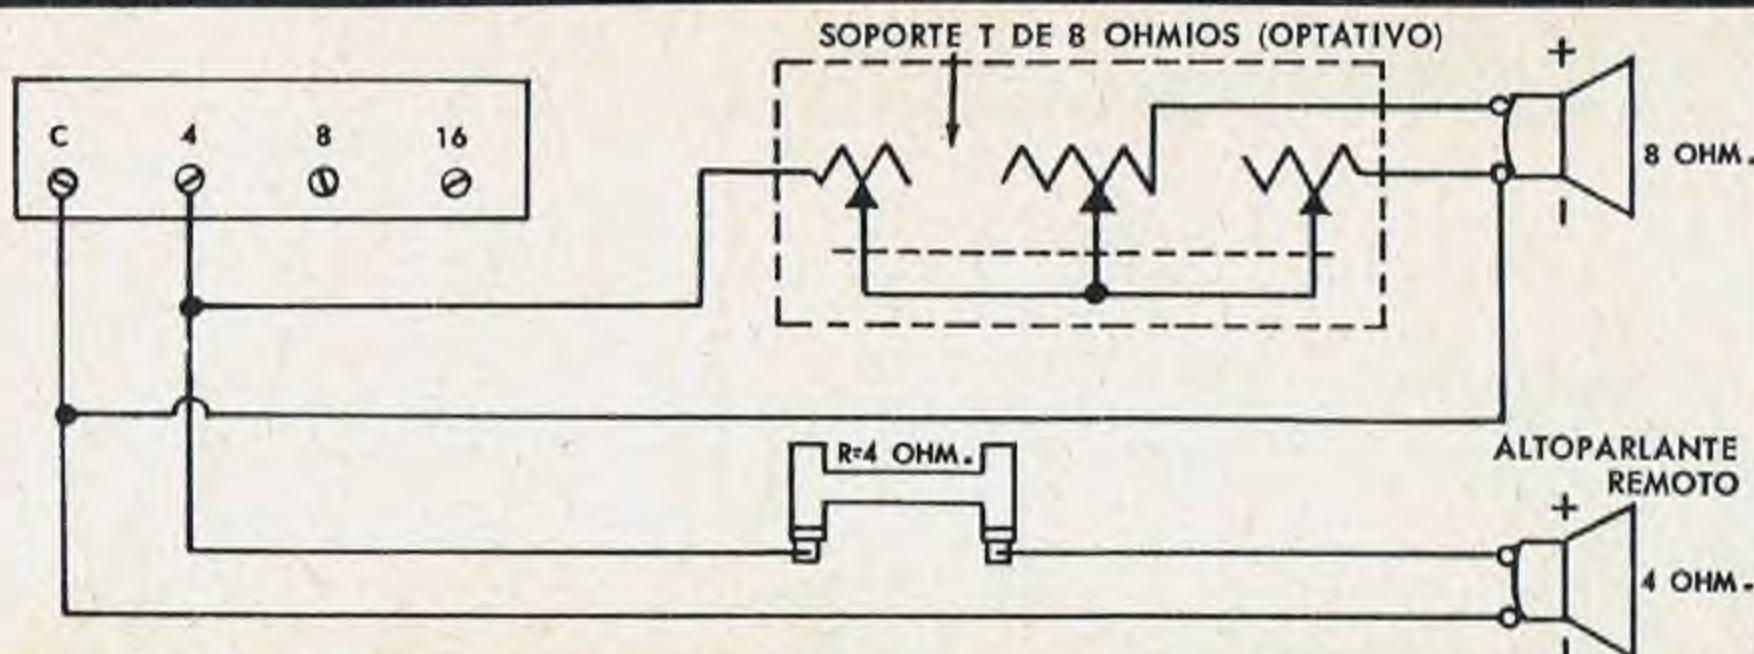 SOPORTE T DE 8 OHMIOS (OPTATIVO)
C 4 8 16
+
8 OHM.
-
R=4 OHM.
ALTOPARLANTE
REMOTO
+
4 OHM.
-